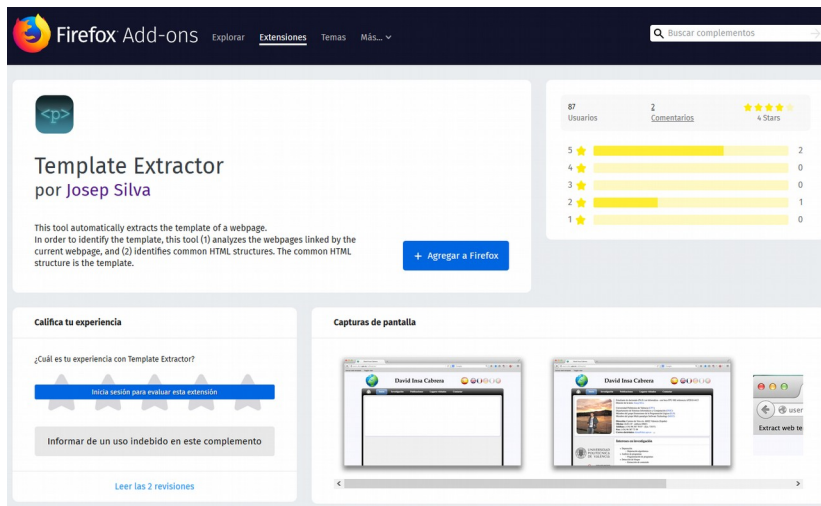 Firefox Add-ons Explorar Extensiones Temas Más...
Buscar complementos
<p>
Template Extractor
por Josep Silva
This tool automatically extracts the template of a webpage.
In order to identify the template, this tool (1) analyzes the webpages linked by the
current webpage, and (2) identifies common HTML structures. The common HTML
structure is the template.
+ Agregar a Firefox
87 2
Usuarios Comentarios 4 Stars
5 2
4 0
3 0
2 1
1 0
Califica tu experiencia
¿Cuál es tu experiencia con Template Extractor?
Inicia sesión para evaluar esta extensión
Informar de un uso indebido en este complemento
Leer las 2 revisiones
Capturas de pantalla
David Insa Cabrera
David Insa Cabrera
UNIVERSIDAD
POLITECNICA
DE VALENCIA
user
Extract web te